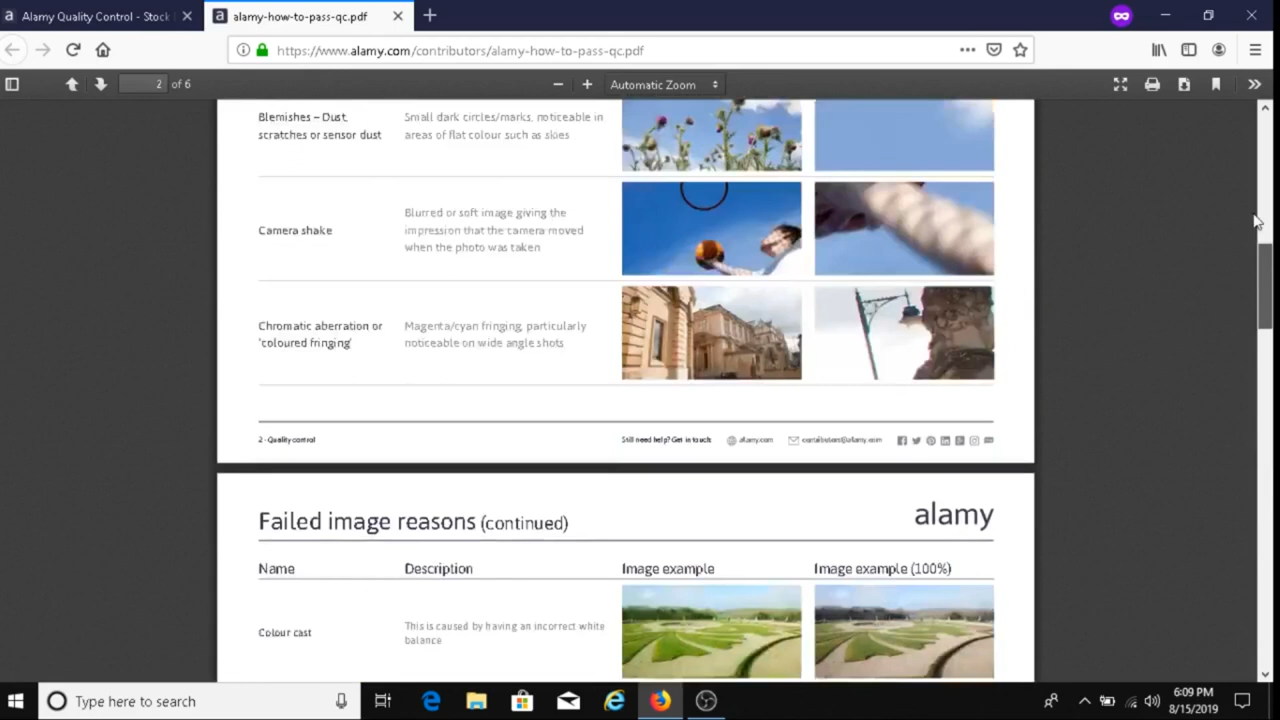 Alamy Quality Control - Stock
alamy-how-to-pass-qc.pdf
https://www.alamy.com/contributors/alamy-how-to-pass-qc.pdf
2 of 6
Automatic Zoom
Blemishes – Dust,
scratches or sensor dust
Small dark circles/marks, noticeable in
areas of flat colour such as skies
Camera shake
Blurred or soft image giving the
impression that the camera moved
when the photo was taken
Chromatic aberration or
'coloured fringing'
Magenta/cyan fringing, particularly
noticeable on wide angle shots
2 - Quality control
Still need help? Get in touch:
alamy.com
contributors@alamy.com
Failed image reasons (continued)
alamy
Name
Description
Image example
Image example (100%)
Colour cast
This is caused by having an incorrect white
balance
Type here to search
6:09 PM
8/15/2019